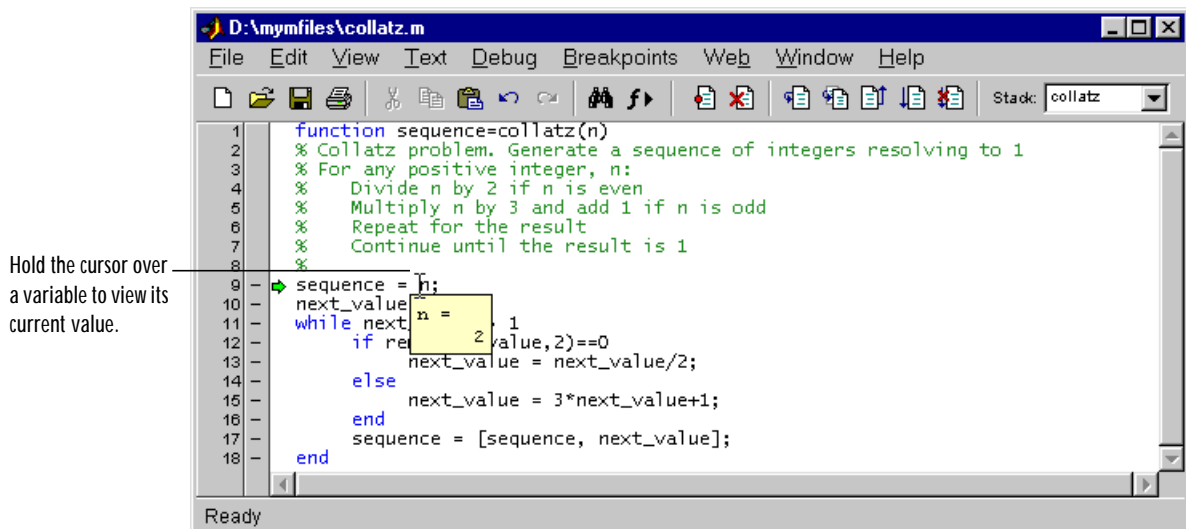 D:\mymfiles\collatz.m
File Edit View Text Debug Breakpoints Web Window Help
Stack: collatz
1 function sequence=collatz(n)
2 % Collatz problem. Generate a sequence of integers resolving to 1
3 % For any positive integer, n:
4 %    Divide n by 2 if n is even
5 %    Multiply n by 3 and add 1 if n is odd
6 %    Repeat for the result
7 %    Continue until the result is 1
8 %
Hold the cursor over
a variable to view its
current value.
9 – sequence = n;
10 – next_value
11 – while next_ 1
n =
2
12 – if re value,2)==0
13 – next_value = next_value/2;
14 – else
15 – next_value = 3*next_value+1;
16 – end
17 – sequence = [sequence, next_value];
18 – end
Ready